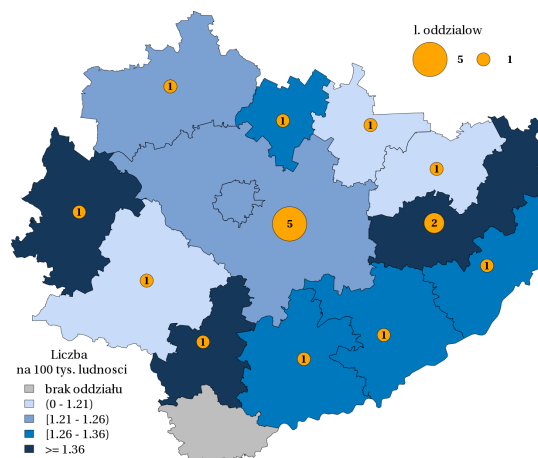 l. oddzialow
5 1
1
1
1
1
1
5
2
1
1
1
1
1
Liczba
na 100 tys. ludnosci
brak oddziału
(0 - 1.21)
[1.21 - 1.26)
[1.26 - 1.36)
>= 1.36